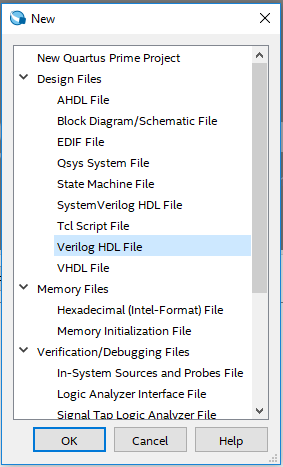 New
New Quartus Prime Project
Design Files
AHDL File
Block Diagram/Schematic File
EDIF File
Qsys System File
State Machine File
SystemVerilog HDL File
Tcl Script File
Verilog HDL File
VHDL File
Memory Files
Hexadecimal (Intel-Format) File
Memory Initialization File
Verification/Debugging Files
In-System Sources and Probes File
Logic Analyzer Interface File
Signal Tap Logic Analyzer File
OK Cancel Help